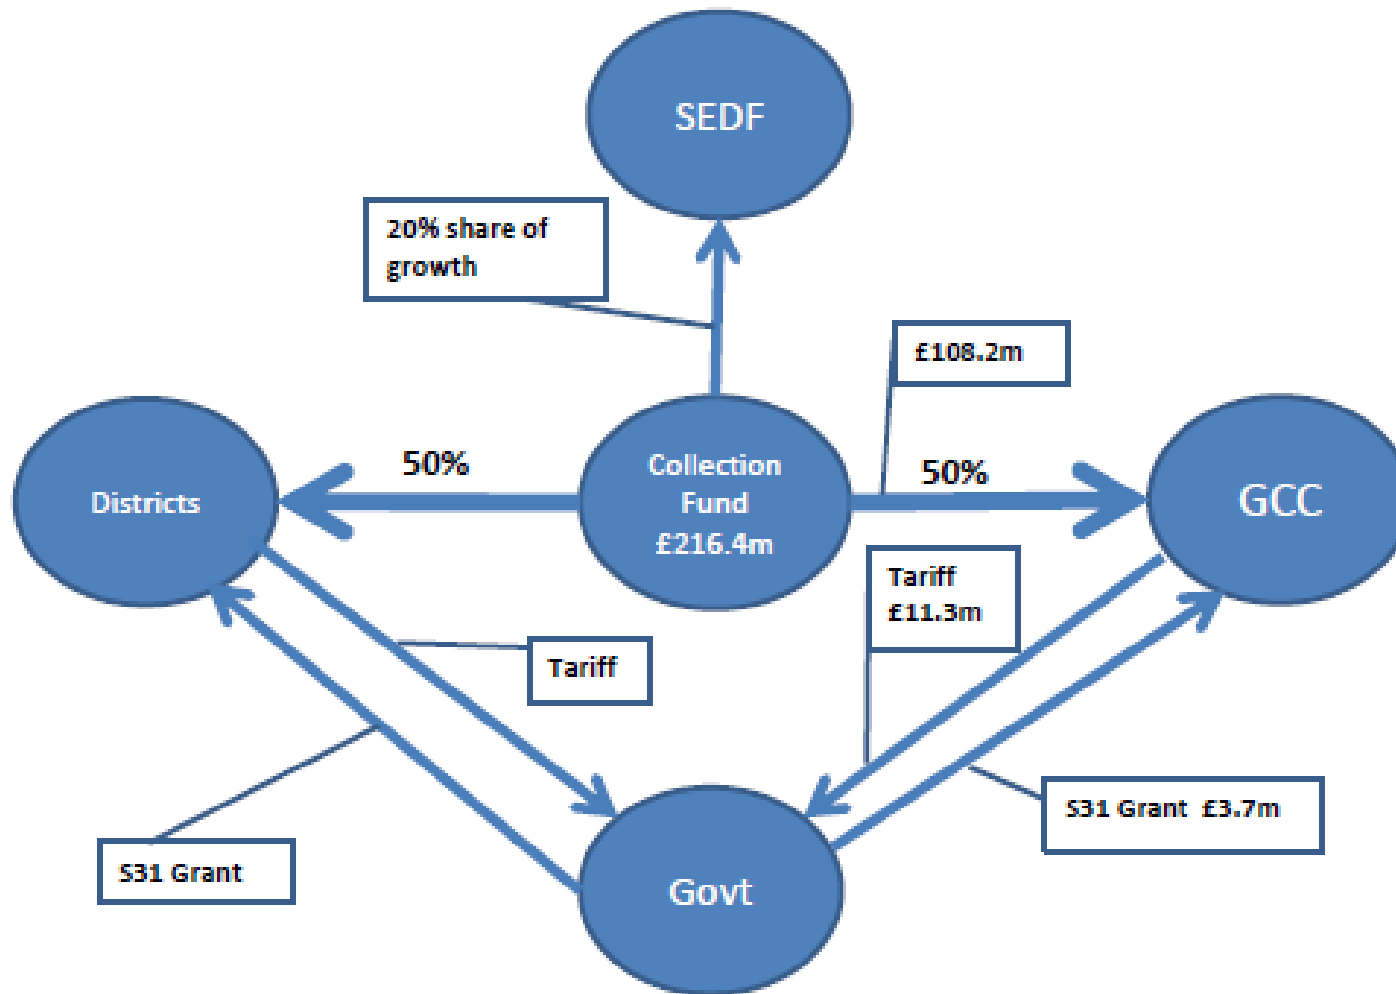 SEDF
20% share of
growth
£108.2m
50%
Collection
Fund
£216.4m
50%
Districts
GCC
Tariff
£11.3m
Tariff
S31 Grant £3.7m
S31 Grant
Govt